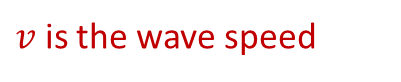 𝑣 is the wave speed